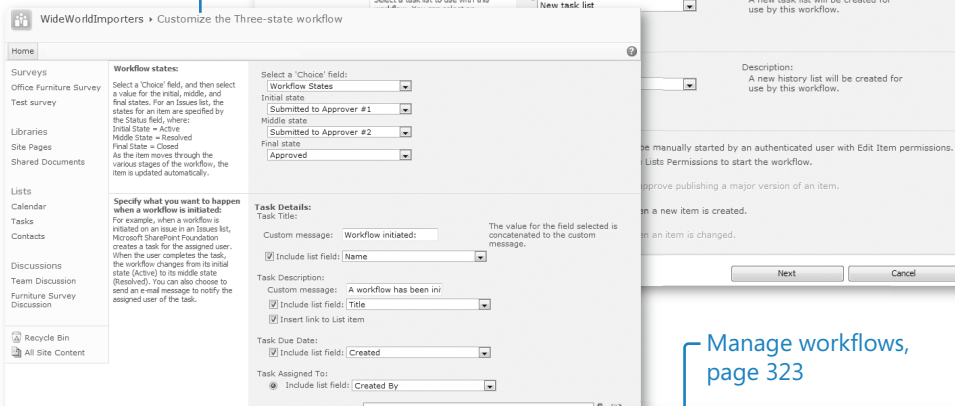 Select a task list to use with this
New task list
A new task list will be created for
use by this workflow.
Description:
A new history list will be created for
use by this workflow.
be manually started by an authenticated user with Edit Item permissions.
Lists Permissions to start the workflow.
approve publishing a major version of an item.
en a new item is created.
en an item is changed.
Next
Cancel
WideWorldImporters ▸ Customize the Three-state workflow
Home
Surveys
Office Furniture Survey
Test survey
Libraries
Site Pages
Shared Documents
Lists
Calendar
Tasks
Contacts
Discussions
Team Discussion
Furniture Survey
Discussion
Recycle Bin
All Site Content
Workflow states:
Select a 'Choice' field, and then select
a value for the initial, middle, and
final states. For an Issues list, the
states for an item are specified by
the Status field, where:
Initial State = Active
Middle State = Resolved
Final State = Closed
As the item moves through the
various stages of the workflow, the
item is updated automatically.
Select a 'Choice' field:
Workflow States
Initial state
Submitted to Approver #1
Middle state
Submitted to Approver #2
Final state
Approved
Specify what you want to happen
when a workflow is initiated:
For example, when a workflow is
initiated on an issue in an Issues list,
Microsoft SharePoint Foundation
creates a task for the assigned user.
When the user completes the task,
the workflow changes from its initial
state (Active) to its middle state
(Resolved). You can also choose to
send an e-mail message to notify the
assigned user of the task.
Task Details:
Task Title:
Custom message: Workflow initiated:
The value for the field selected is
concatenated to the custom
message.
Include list field: Name
Task Description:
Custom message: A workflow has been ini
Include list field: Title
Insert link to List item
Task Due Date:
Include list field: Created
Task Assigned To:
Include list field: Created By
Manage workflows,
page 323